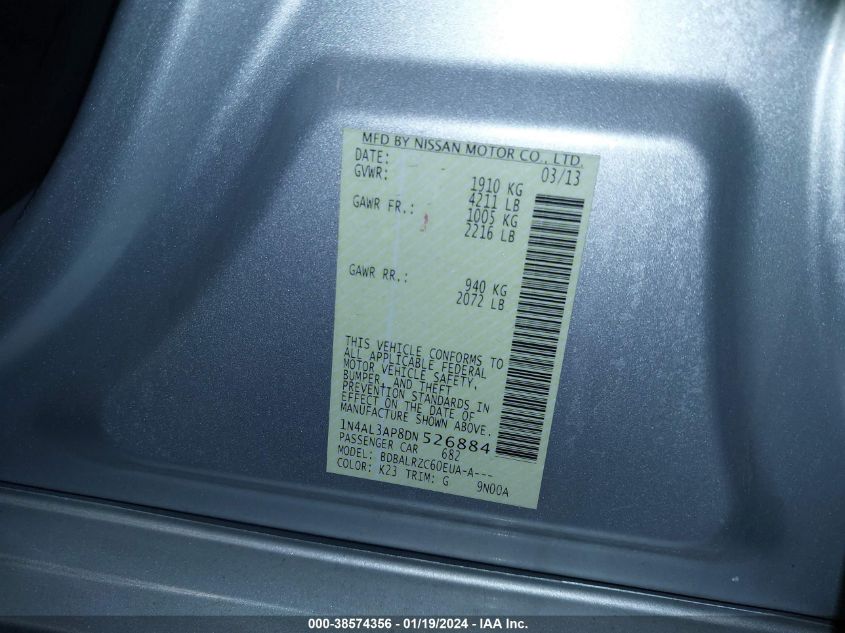 MFD BY NISSAN MOTOR CO., LTD.
DATE: 03/13
GVWR: 1910 KG
4211 LB
GAWR FR.: 1005 KG
2216 LB
GAWR RR.: 940 KG
2072 LB
THIS VEHICLE CONFORMS TO
ALL APPLICABLE FEDERAL
MOTOR VEHICLE SAFETY,
BUMPER, AND THEFT
PREVENTION STANDARDS IN
EFFECT ON THE DATE OF
MANUFACTURE SHOWN ABOVE.
1N4AL3AP8DN526884
PASSENGER CAR 682
MODEL: BDBALRZC60EUA-A---
COLOR: K23 TRIM: G 9N00A
000-38574356 - 01/19/2024 - IAA Inc.